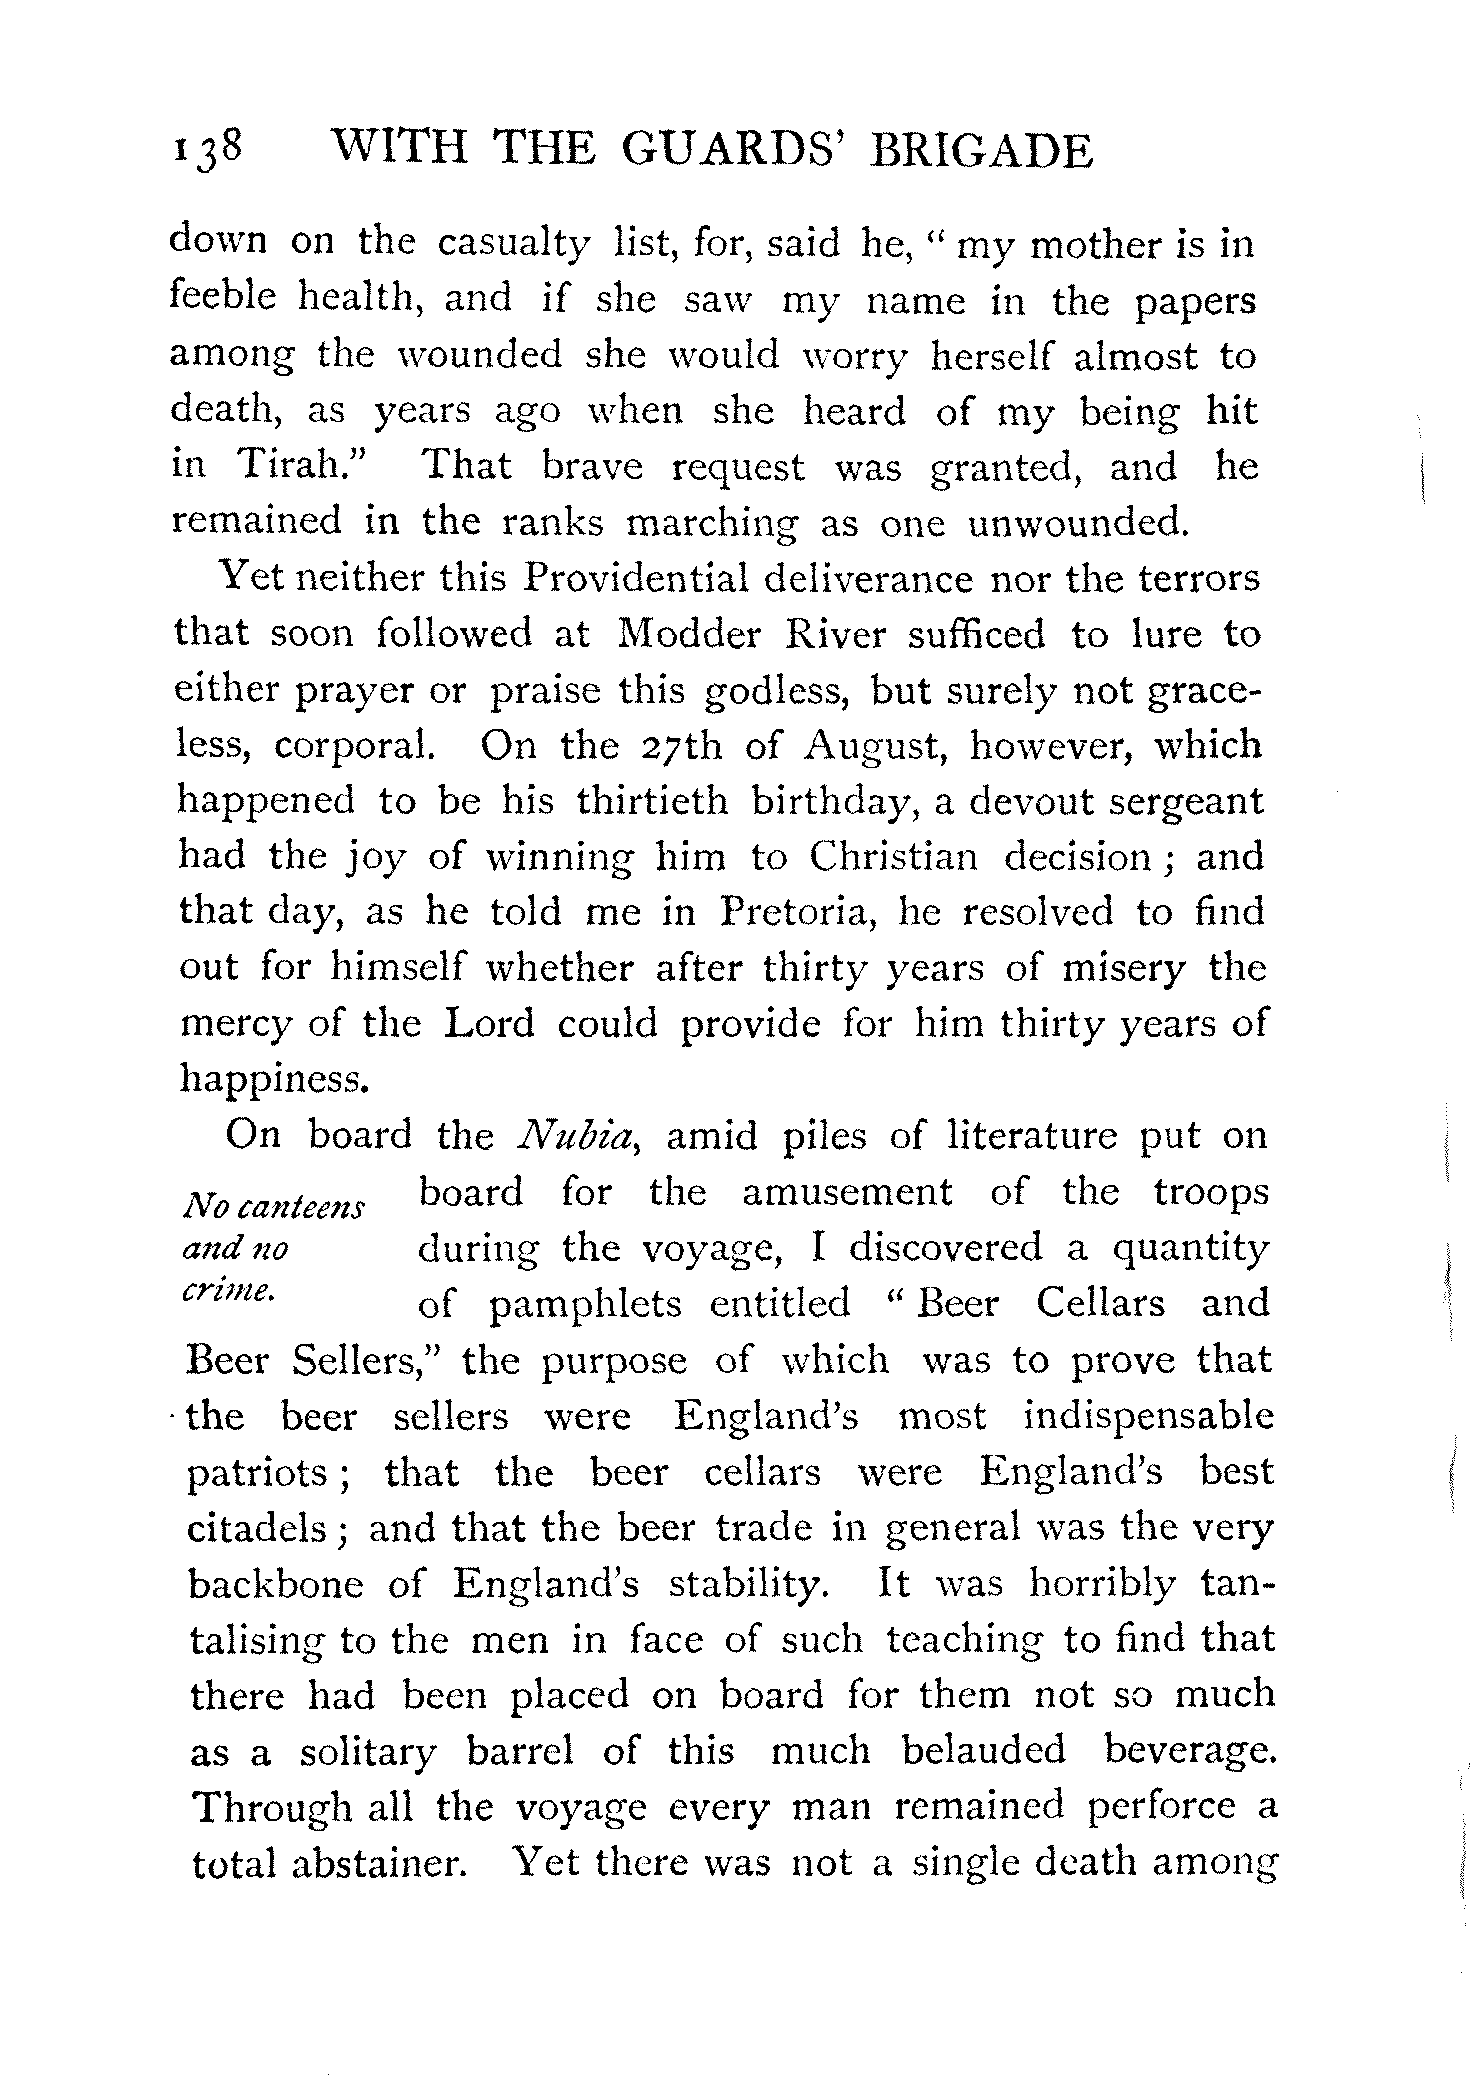 138 WITH THE GUARDS' BRIGADE
down on the casualty list, for, said he, “ my mother is in
feeble health, and if she saw my name in the papers
among the wounded she would worry herself almost to
death, as years ago when she heard of my being hit
in Tirah.” That brave request was granted, and he
remained in the ranks marching as one unwounded.
Yet neither this Providential deliverance nor the terrors
that soon followed at Modder River sufficed to lure to
either prayer or praise this godless, but surely not grace-
less, corporal. On the 27th of August, however, which
happened to be his thirtieth birthday, a devout sergeant
had the joy of winning him to Christian decision ; and
that day, as he told me in Pretoria, he resolved to find
out for himself whether after thirty years of misery the
mercy of the Lord could provide for him thirty years of
happiness.
On board the Nubia, amid piles of literature put on
No canteens
and no
crime.
board for the amusement of the troops
during the voyage, I discovered a quantity
of pamphlets entitled “ Beer Cellars and
Beer Sellers,” the purpose of which was to prove that
the beer sellers were England's most indispensable
patriots ; that the beer cellars were England's best
citadels ; and that the beer trade in general was the very
backbone of England's stability. It was horribly tan-
talising to the men in face of such teaching to find that
there had been placed on board for them not so much
as a solitary barrel of this much belauded beverage.
Through all the voyage every man remained perforce a
total abstainer. Yet there was not a single death among